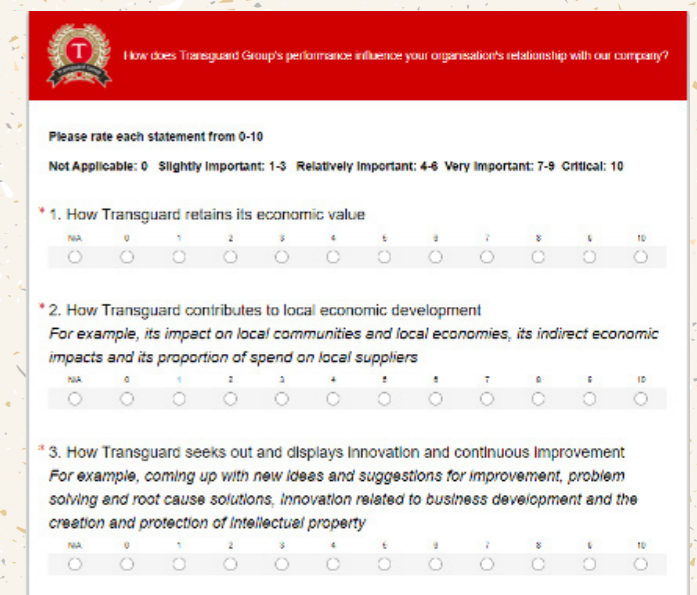 T
How does Transguard Group's performance influence your organisation's relationship with our company?
Please rate each statement from 0-10
Not Applicable: 0 Slightly Important: 1-3 Relatively Important: 4-6 Very Important: 7-9 Critical: 10
* 1. How Transguard retains its economic value
N/A 0 1 2 3 4 5 6 7 8 9 10
* 2. How Transguard contributes to local economic development
For example, its impact on local communities and local economies, its indirect economic
impacts and its proportion of spend on local suppliers
N/A 0 1 2 3 4 5 6 7 8 9 10
* 3. How Transguard seeks out and displays innovation and continuous improvement
For example, coming up with new ideas and suggestions for improvement, problem
solving and root cause solutions, innovation related to business development and the
creation and protection of intellectual property
N/A 0 1 2 3 4 5 6 7 8 9 10